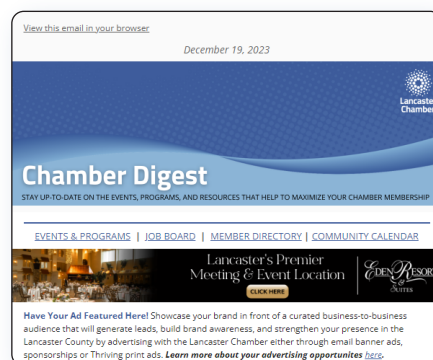 View this email in your browser
December 19, 2023
Lancaster
Chamber
Chamber Digest
STAY UP-TO-DATE ON THE EVENTS, PROGRAMS, AND RESOURCES THAT HELP TO MAXIMIZE YOUR CHAMBER MEMBERSHIP
EVENTS & PROGRAMS | JOB BOARD | MEMBER DIRECTORY | COMMUNITY CALENDAR
Lancaster's Premier
Meeting & Event Location
CLICK HERE
EDEN RESORT
& SUITES
Have Your Ad Featured Here! Showcase your brand in front of a curated business-to-business
audience that will generate leads, build brand awareness, and strengthen your presence in the
Lancaster County by advertising with the Lancaster Chamber either through email banner ads,
sponsorships or Thriving print ads. Learn more about your advertising opportunites here.